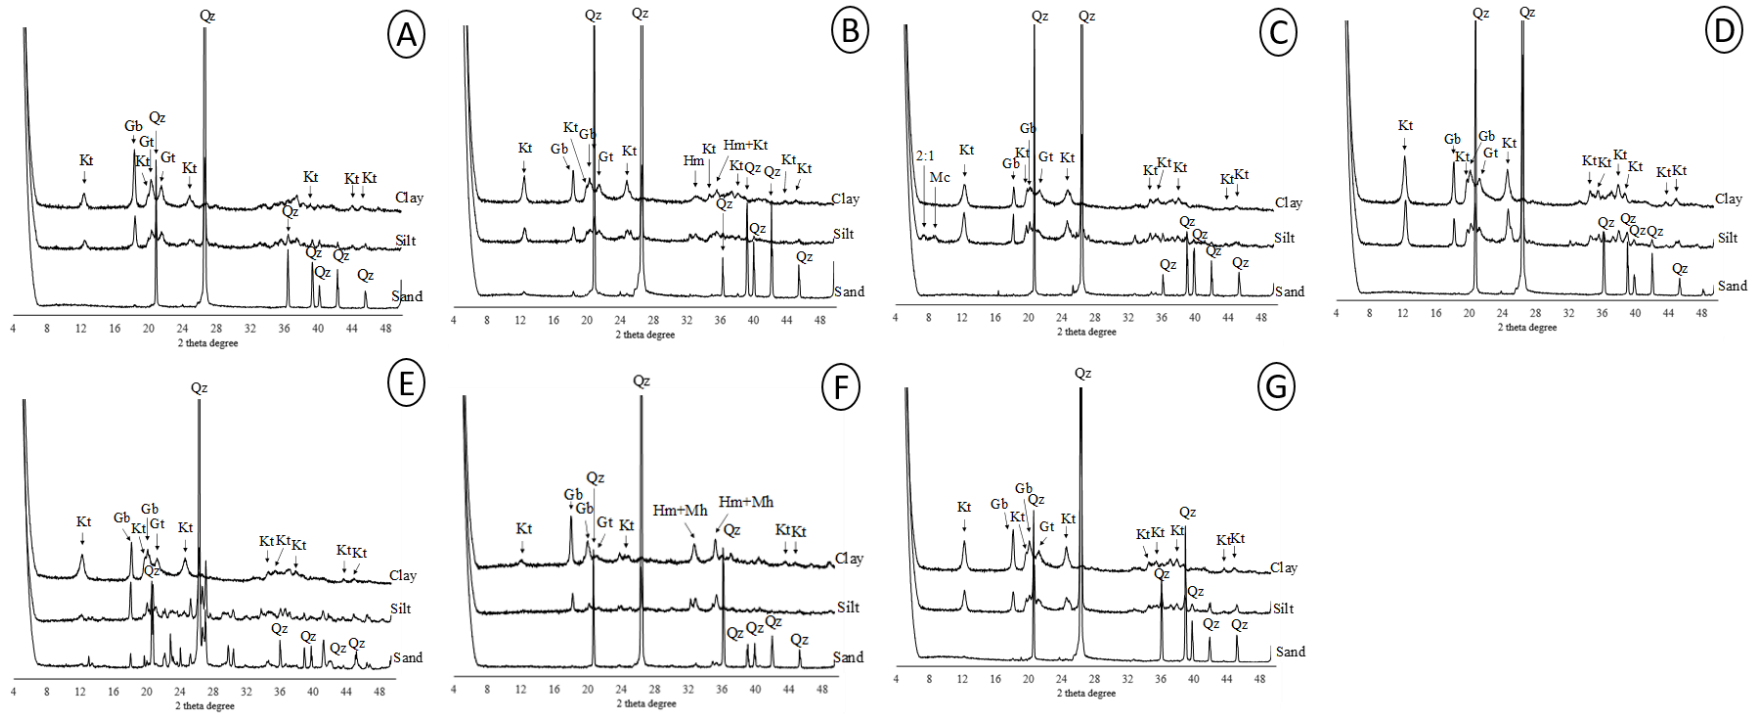 A
Qz
Gb
Qz
Gt
Kt
Kt
Gt
Kt
Kt
Kt
Kt
Clay
Qz
Silt
Qz
Qz
Qz
Qz
Sand
4 8 12 16 20 24 28 32 36 40 44 48
2 theta degree
B
Qz
Qz
Kt
Gb
Kt
Gb
Gt
Kt
Hm
Kt
Hm+Kt
Kt
Qz
Qz
Kt
Kt
Clay
Qz
Qz
Silt
Qz
Sand
4 8 12 16 20 24 28 32 36 40 44 48
2 theta degree
C
Qz
Qz
2:1
Mc
Kt
Gb
Gb
Kt
Gt
Kt
Kt
Kt
Kt
Kt
Kt
Clay
Qz
Qz
Silt
Qz
Qz
Qz
Sand
4 8 12 16 20 24 28 32 36 40 44 48
2 theta degree
D
Qz
Qz
Kt
Gb
Gb
Kt
Gt
Kt
Kt
Kt
Kt
Kt
Kt
Kt
Clay
Qz
Qz
Qz
Qz
Silt
Qz
Sand
4 8 12 16 20 24 28 32 36 40 44 48
2 theta degree
E
Qz
Kt
Gb
Gb
Kt
Gt
Kt
Kt
Kt
Kt
Kt
Kt
Clay
Qz
Silt
Qz
Qz
Qz
Qz
Sand
4 8 12 16 20 24 28 32 36 40 44 48
2 theta degree
F
Qz
Qz
Gb
Gb
Kt
Gt
Kt
Hm+Mh
Hm+Mh
Qz
Kt
Kt
Clay
Silt
Qz
Qz
Qz
Qz
Sand
4 8 12 16 20 24 28 32 36 40 44 48
2 theta degree
G
Qz
Kt
Gb
Gb
Qz
Kt
Gt
Kt
Qz
Kt
Kt
Kt
Kt
Kt
Clay
Qz
Qz
Silt
Qz
Qz
Sand
4 8 12 16 20 24 28 32 36 40 44 48
2 theta degree